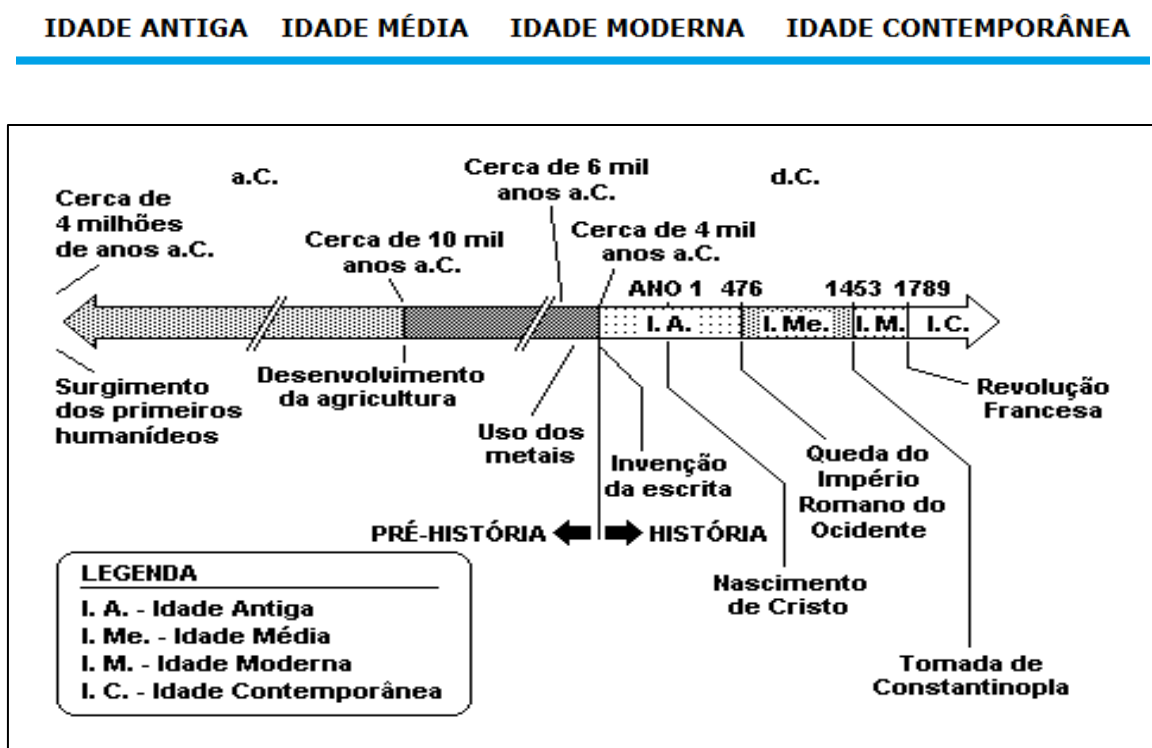 IDADE ANTIGA IDADE MÉDIA IDADE MODERNA IDADE CONTEMPORÂNEA
a.C.
Cerca de
4 milhões
de anos a.C.
Cerca de 10 mil
anos a.C.
Cerca de 6 mil
anos a.C.
Cerca de 4 mil
anos a.C.
d.C.
ANO 1 476 1453 1789
I. A. I. Me. I. M. I. C.
Surgimento
dos primeiros
humanídeos
Desenvolvimento
da agricultura
Uso dos
metais
Invenção
da escrita
Queda do
Império
Romano do
Ocidente
Revolução
Francesa
PRÉ-HISTÓRIA HISTÓRIA
Nascimento
de Cristo
Tomada de
Constantinopla
LEGENDA
I. A. - Idade Antiga
I. Me. - Idade Média
I. M. - Idade Moderna
I. C. - Idade Contemporânea